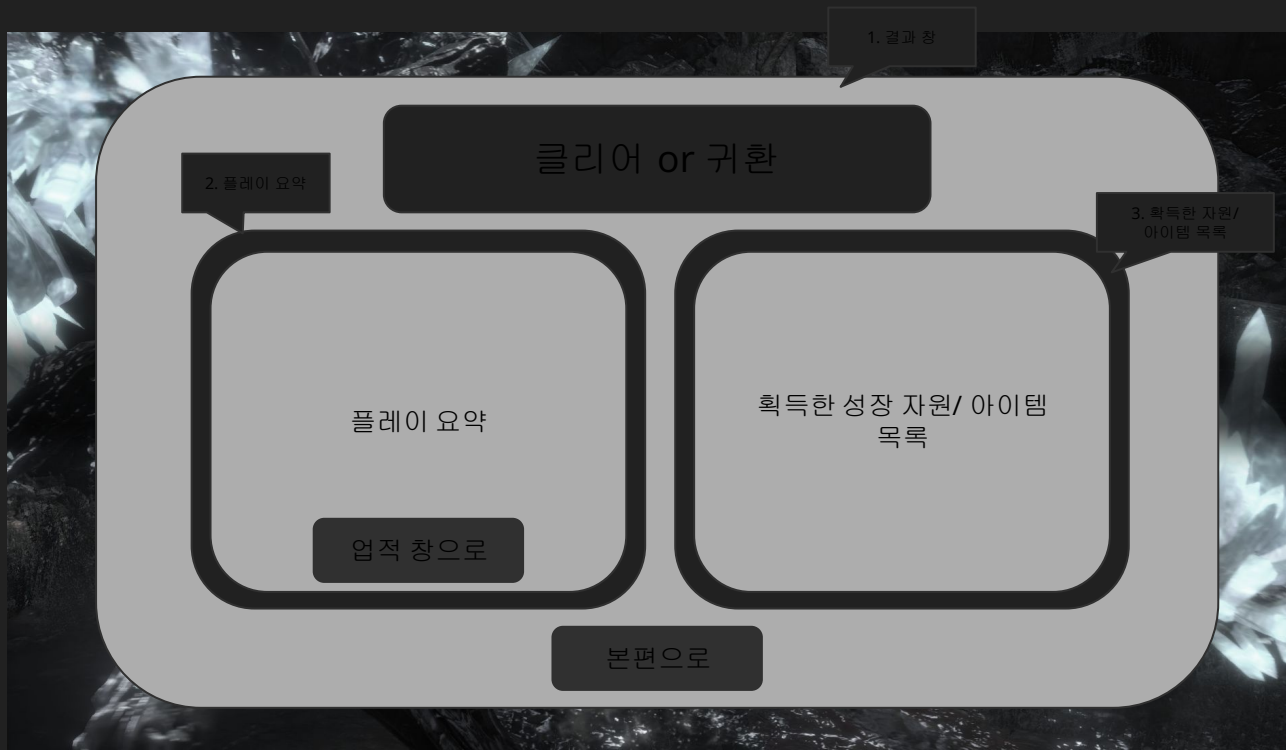 1. 결과 창
클리어 or 귀환
2. 플레이 요약
3. 확득한 자원/
아이템 목록
플레이 요약
획득한 성장 자원/ 아이템
목록
업적 창으로
본편으로